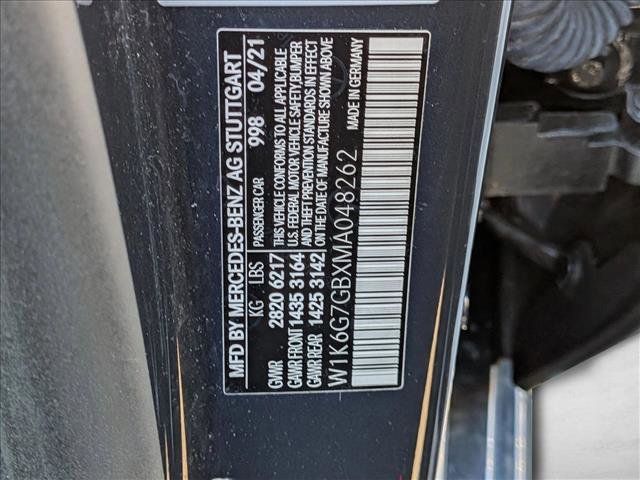 MFD BY MERCEDES-BENZ AG STUTTGART
KG LBS PASSENGER CAR 998 04/21
GWR 2820 6217 THIS VEHICLE CONFORMS TO ALL APPLICABLE
GAWR FRONT 1435 3164 U.S. FEDERAL MOTOR VEHICLE SAFETY, BUMPER
GAWR REAR 1425 3142 AND THEFT PREVENTION STANDARDS IN EFFECT
ON THE DATE OF MANUFACTURE SHOWN ABOVE
W1K6G7GBXMA048262 MADE IN GERMANY